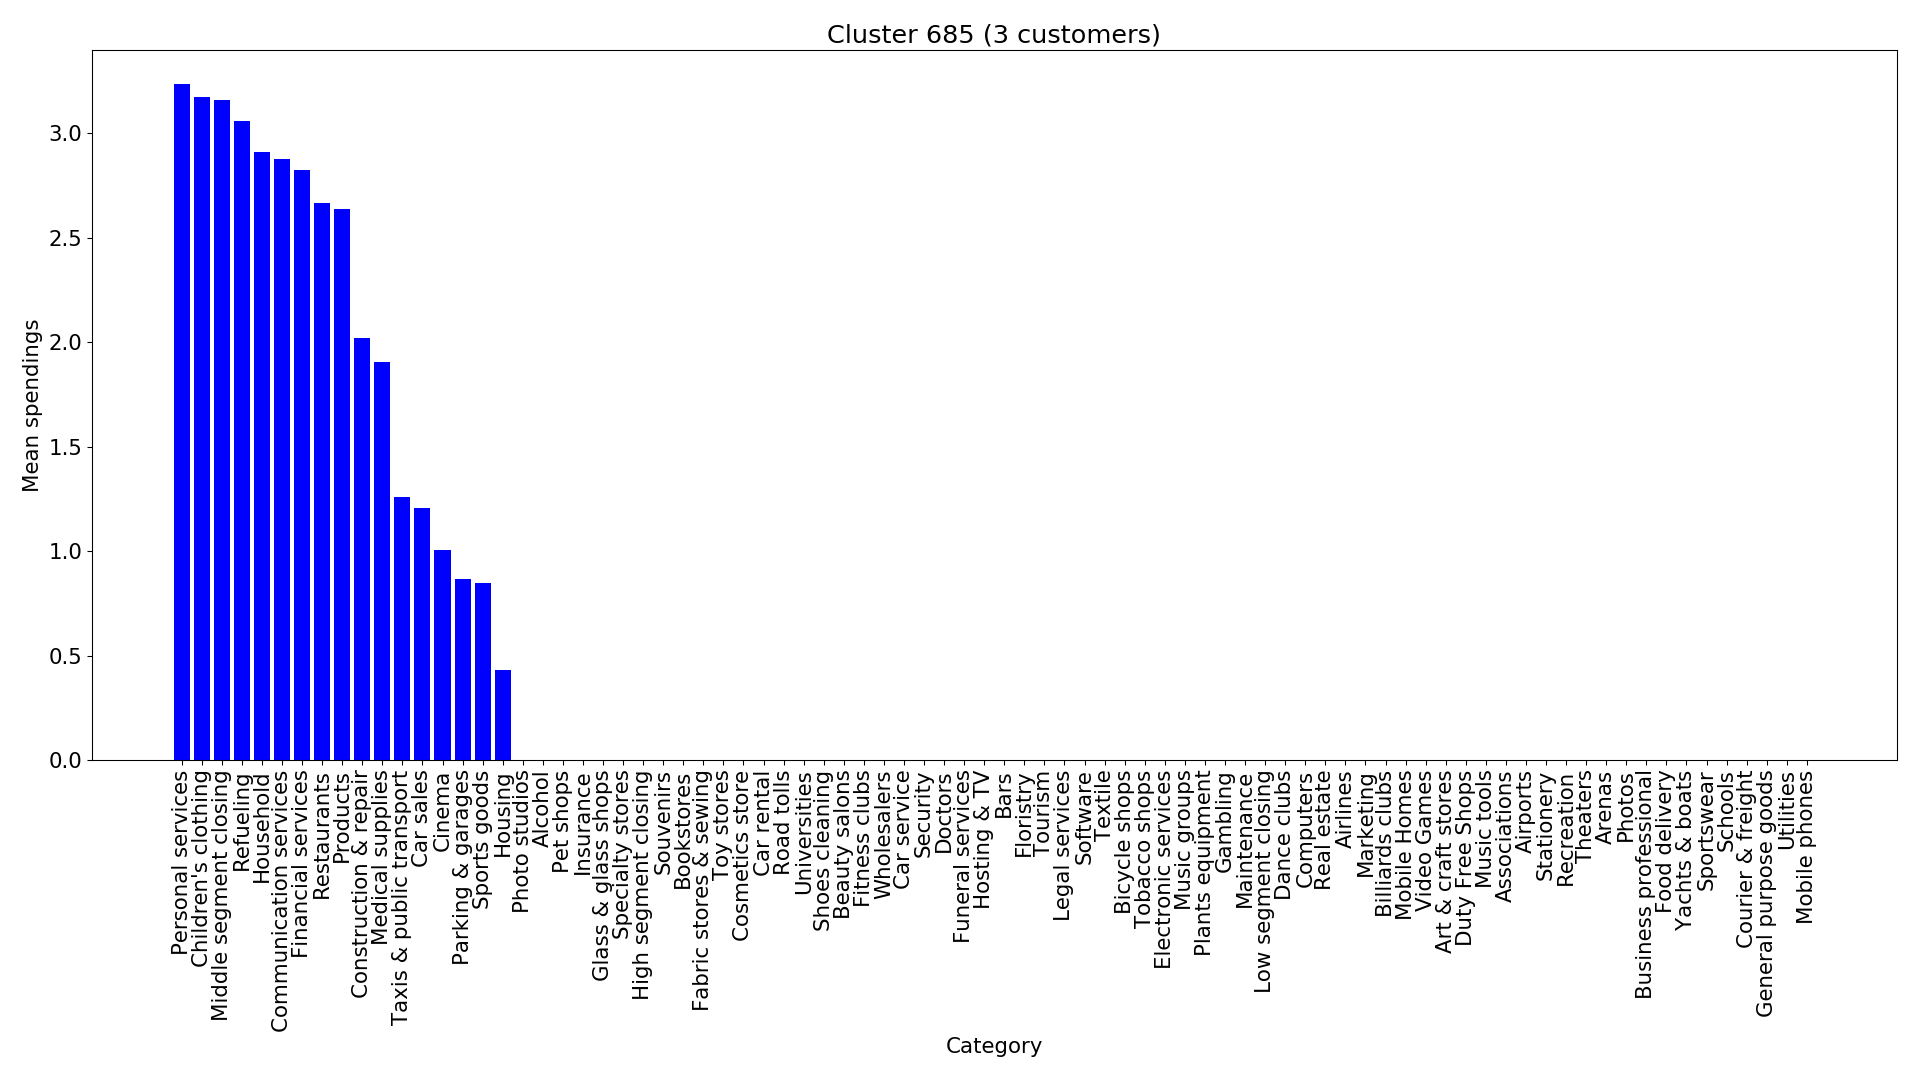 Cluster 685 (3 customers)
Mean spendings
3.0
2.5
2.0
1.5
1.0
0.5
0.0
Personal services
Children's clothing
Middle segment closing
Refueling
Household
Communication services
Financial services
Restaurants
Products
Construction & repair
Medical supplies
Taxis & public transport
Car sales
Cinema
Parking & garages
Sports goods
Housing
Photo studios
Alcohol
Pet shops
Insurance
Glass & glass shops
Specialty stores
High segment closing
Souvenirs
Bookstores
Fabric stores & sewing
Toy stores
Cosmetics store
Car rental
Road tolls
Universities
Shoes cleaning
Beauty salons
Fitness clubs
Wholesalers
Car service
Security
Doctors
Funeral services
Hosting & TV
Bars
Floristry
Tourism
Legal services
Software
Textile
Bicycle shops
Tobacco shops
Electronic services
Music groups
Plants equipment
Gambling
Maintenance
Low segment closing
Dance clubs
Computers
Real estate
Airlines
Marketing
Billiards clubs
Mobile Homes
Video Games
Art & craft stores
Duty Free Shops
Music tools
Associations
Airports
Stationery
Recreation
Theaters
Arenas
Photos
Business professional
Food delivery
Yachts & boats
Sportswear
Schools
Courier & freight
General purpose goods
Utilities
Mobile phones
Category